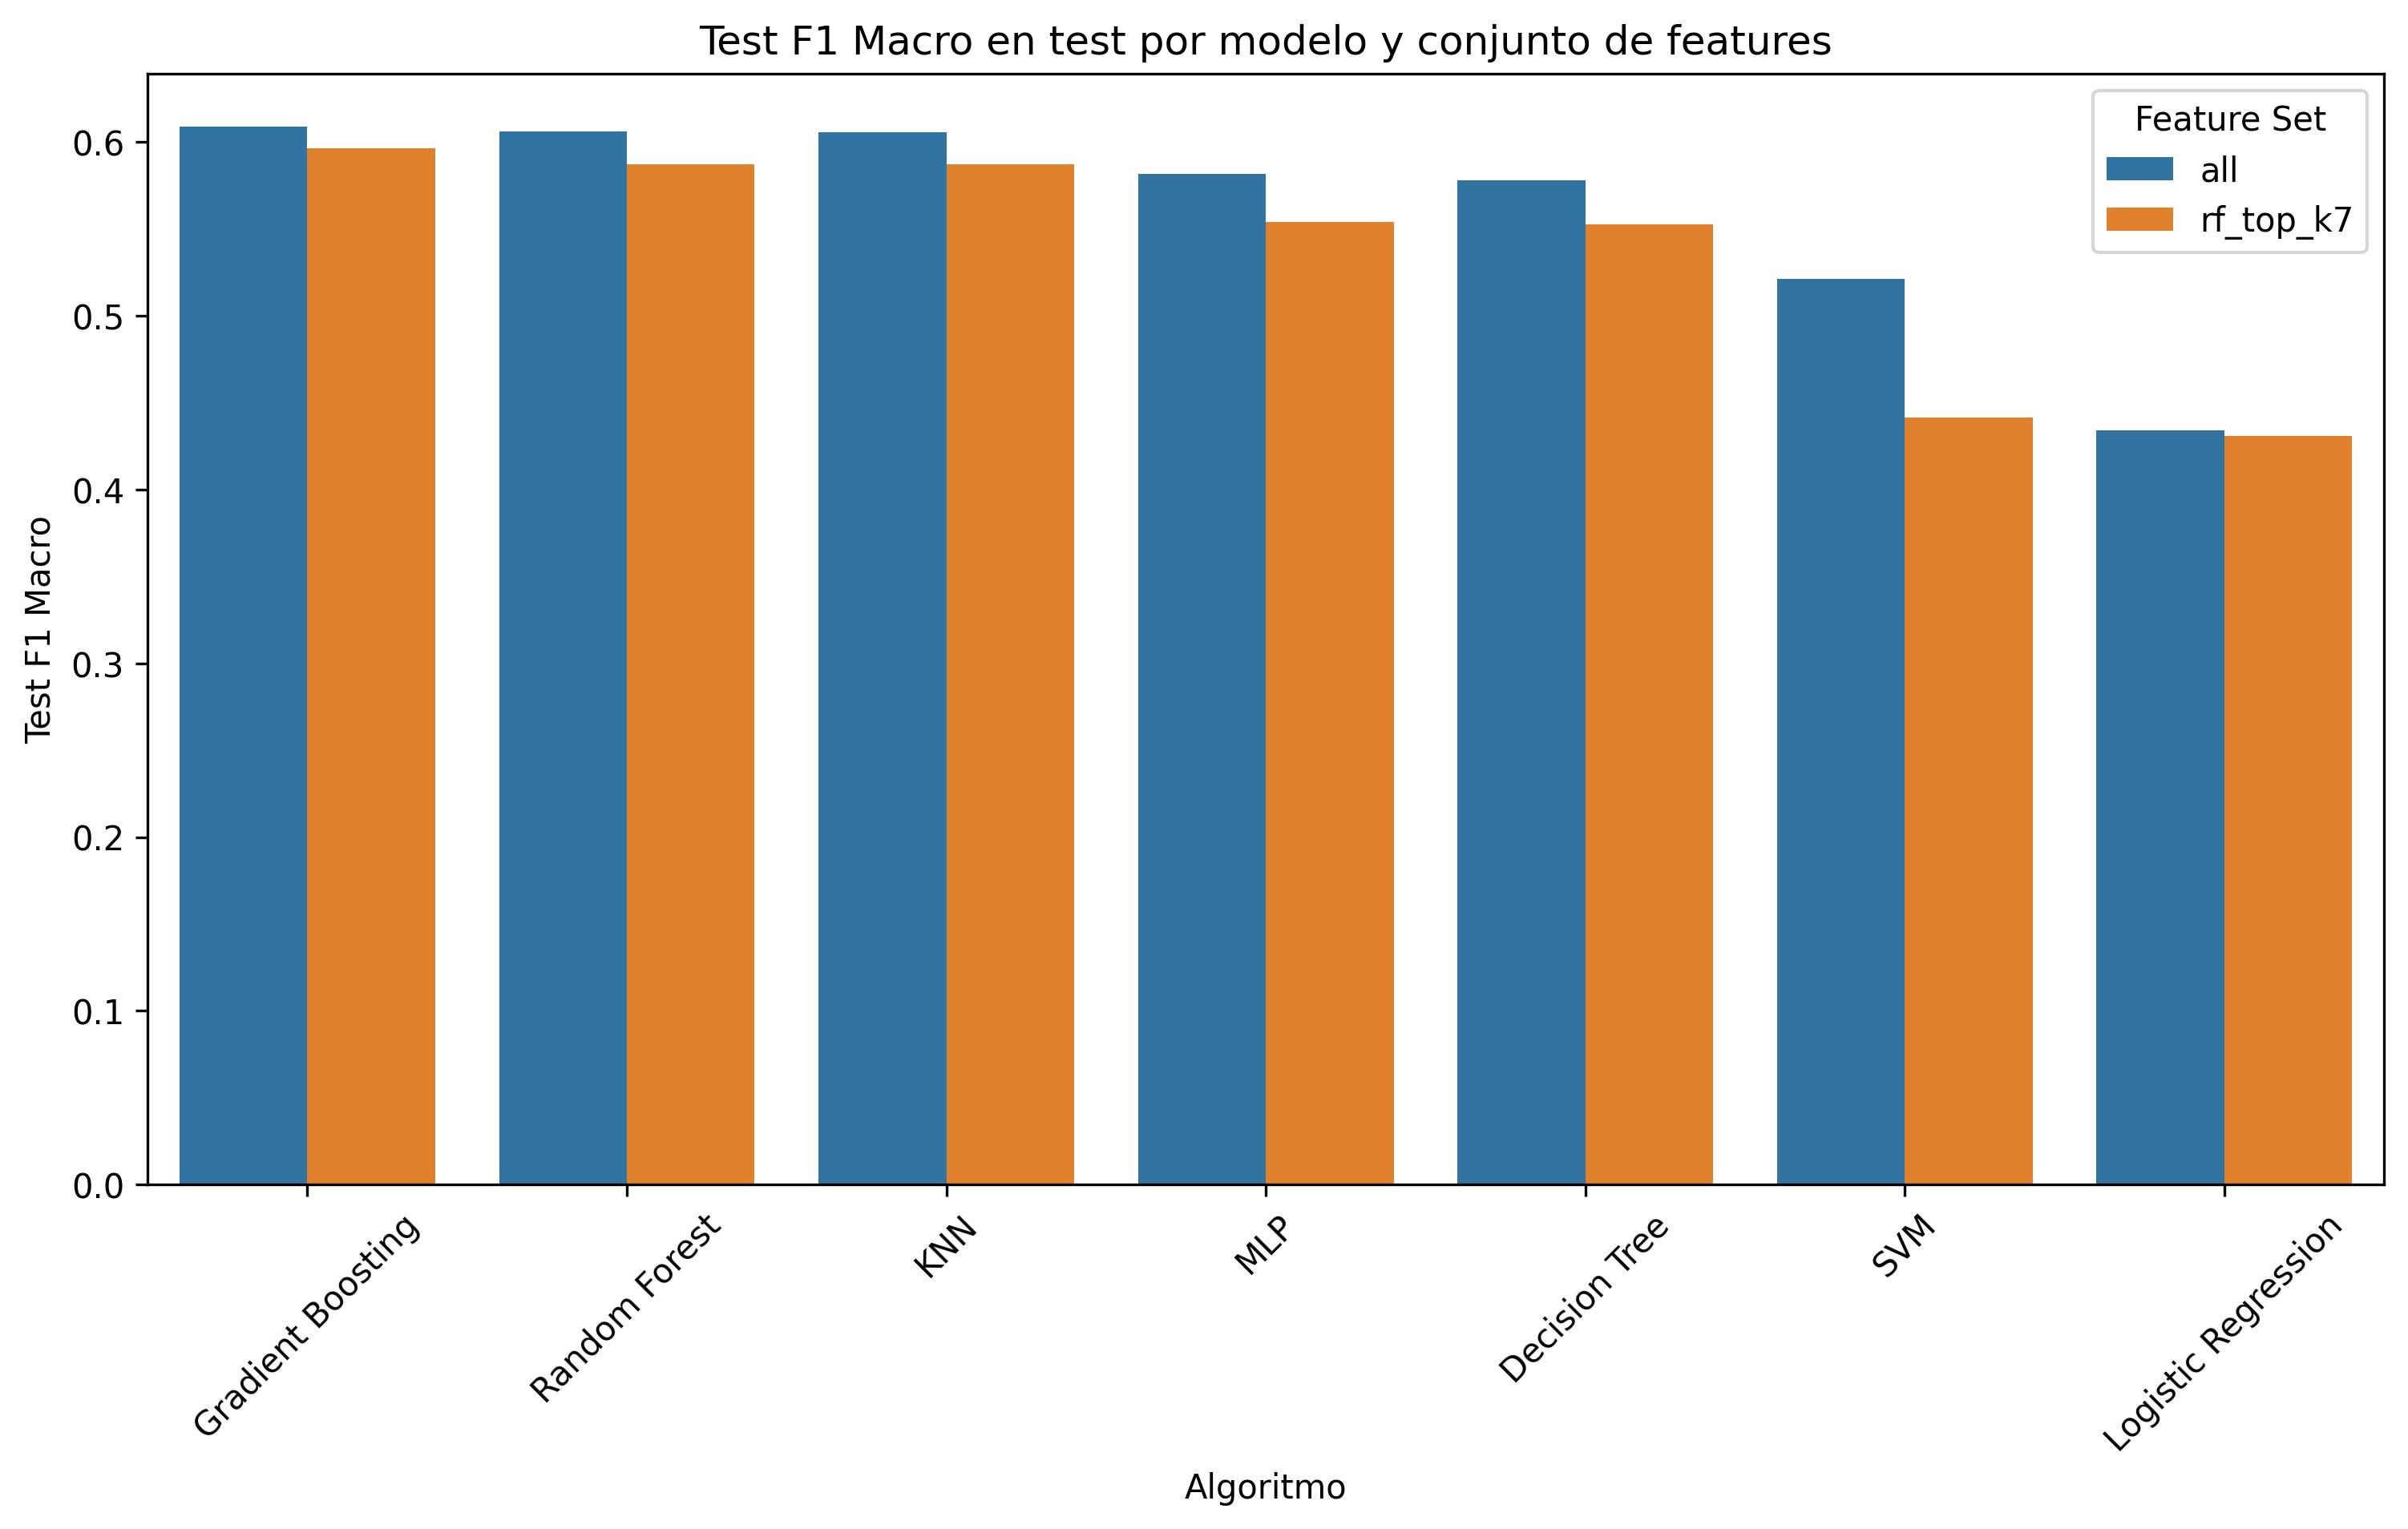 Test F1 Macro en test por modelo y conjunto de features
Feature Set
all
rf_top_k7
Test F1 Macro
0.6
0.5
0.4
0.3
0.2
0.1
0.0
Gradient Boosting
Random Forest
KNN
MLP
Decision Tree
SVM
Logistic Regression
Algoritmo